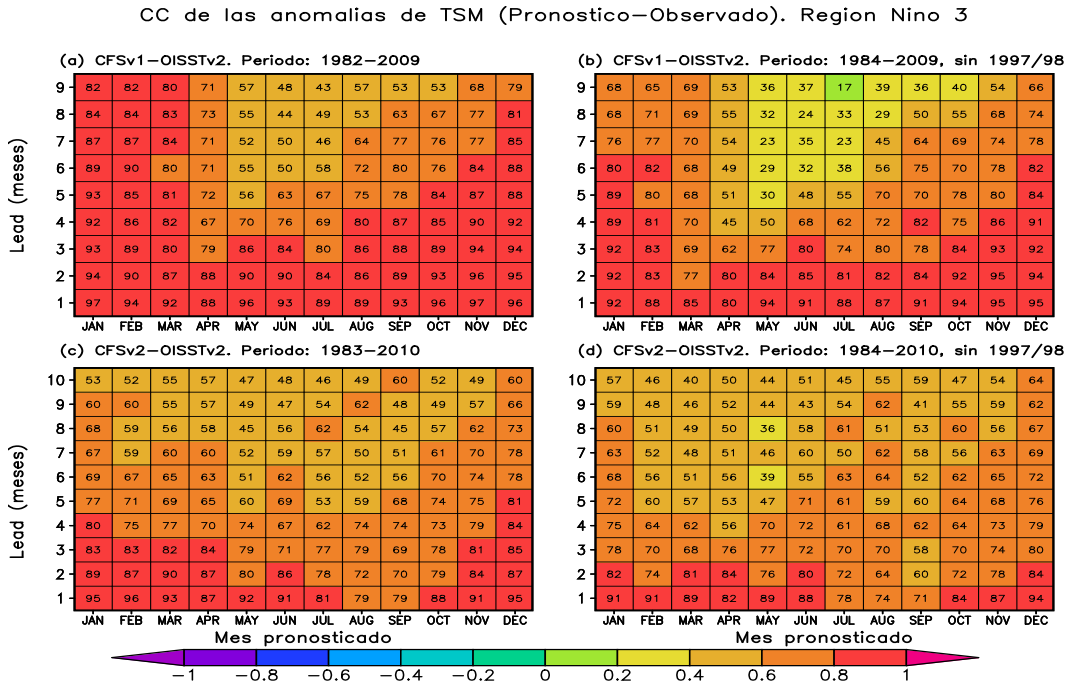 CC de las anomalias de TSM (Pronostico−Observado). Region Nino 3
(a) CFSv1−OISSTv2. Periodo: 1982−2009
9 82 82 80 71 57 48 43 57 53 53 68 79
8 84 84 83 73 55 44 49 53 63 67 77 81
7 87 87 84 71 52 50 46 64 77 76 77 85
6 89 90 80 71 55 50 58 72 80 76 84 88
5 93 85 81 72 56 63 67 75 78 84 87 88
4 92 86 82 67 70 76 69 80 87 85 90 92
3 93 89 80 79 86 84 80 86 88 89 94 94
2 94 90 87 88 90 90 84 86 89 93 96 95
1 97 94 92 88 96 93 89 89 93 96 97 96
JAN FEB MAR APR MAY JUN JUL AUG SEP OCT NOV DEC
Lead (meses)
(b) CFSv1−OISSTv2. Periodo: 1984−2009, sin 1997/98
9 68 65 69 53 36 37 17 39 36 40 54 66
8 68 71 69 55 32 24 33 29 50 55 68 74
7 76 77 70 54 23 35 23 45 64 69 74 78
6 80 82 68 49 29 32 38 56 75 70 78 82
5 89 80 68 51 30 48 55 70 70 78 80 84
4 89 81 70 45 50 68 62 72 82 75 86 91
3 92 83 69 62 77 80 74 80 78 84 93 92
2 92 83 77 80 84 85 81 82 84 92 95 94
1 92 88 85 80 94 91 88 87 91 94 95 95
JAN FEB MAR APR MAY JUN JUL AUG SEP OCT NOV DEC
(c) CFSv2−OISSTv2. Periodo: 1983−2010
10 53 52 55 57 47 48 46 49 60 52 49 60
9 60 60 55 57 49 47 54 62 48 49 57 66
8 68 59 56 58 45 56 62 54 45 57 62 73
7 67 59 60 60 52 59 57 50 51 61 70 78
6 69 67 65 63 51 62 56 52 56 70 74 78
5 77 71 69 65 60 69 53 59 68 74 75 81
4 80 75 77 70 74 67 62 74 74 73 79 84
3 83 83 82 84 79 71 77 79 69 78 81 85
2 89 87 90 87 80 86 78 72 70 79 84 87
1 95 96 93 87 92 91 81 79 79 88 91 95
JAN FEB MAR APR MAY JUN JUL AUG SEP OCT NOV DEC
Lead (meses)
Mes pronosticado
(d) CFSv2−OISSTv2. Periodo: 1984−2010, sin 1997/98
10 57 46 40 50 44 51 45 55 59 47 54 64
9 59 48 46 52 44 43 54 62 41 55 59 62
8 60 51 49 50 36 58 61 51 53 60 56 67
7 63 52 48 51 46 60 50 62 58 56 63 69
6 68 56 51 56 39 55 63 64 52 62 65 72
5 72 60 57 53 47 71 61 59 60 64 68 76
4 75 64 62 56 70 72 61 68 62 64 73 79
3 78 70 68 76 77 72 70 70 58 70 74 80
2 82 74 81 84 76 80 72 64 60 72 78 84
1 91 91 89 82 89 88 78 74 71 84 87 94
JAN FEB MAR APR MAY JUN JUL AUG SEP OCT NOV DEC
Mes pronosticado
−1 −0.8 −0.6 −0.4 −0.2 0 0.2 0.4 0.6 0.8 1